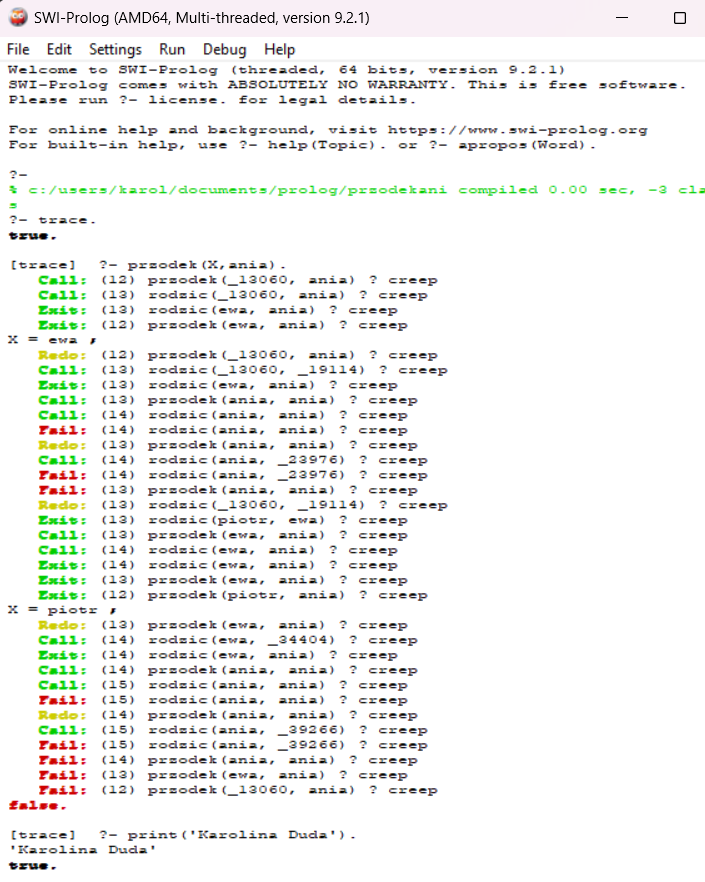 SWI-Prolog (AMD64, Multi-threaded, version 9.2.1)
File Edit Settings Run Debug Help
Welcome to SWI-Prolog (threaded, 64 bits, version 9.2.1)
SWI-Prolog comes with ABSOLUTELY NO WARRANTY. This is free software.
Please run ?- license. for legal details.

For online help and background, visit https://www.swi-prolog.org
For built-in help, use ?- help(Topic). or ?- apropos(Word).

?-
% c:/users/karol/documents/prolog/przodekani compiled 0.00 sec, -3 cla
s
?- trace.
true.

[trace]  ?- przodek(X,ania).
   Call: (12) przodek(_13060, ania) ? creep
   Call: (13) rodzic(_13060, ania) ? creep
   Exit: (13) rodzic(ewa, ania) ? creep
   Exit: (12) przodek(ewa, ania) ? creep
X = ewa ;
   Redo: (12) przodek(_13060, ania) ? creep
   Call: (13) rodzic(_13060, _19114) ? creep
   Exit: (13) rodzic(ewa, ania) ? creep
   Call: (13) przodek(ania, ania) ? creep
   Call: (14) rodzic(ania, ania) ? creep
   Fail: (14) rodzic(ania, ania) ? creep
   Redo: (13) przodek(ania, ania) ? creep
   Call: (14) rodzic(ania, _23976) ? creep
   Fail: (14) rodzic(ania, _23976) ? creep
   Fail: (13) przodek(ania, ania) ? creep
   Redo: (13) rodzic(_13060, _19114) ? creep
   Exit: (13) rodzic(piotr, ewa) ? creep
   Call: (13) przodek(ewa, ania) ? creep
   Call: (14) rodzic(ewa, ania) ? creep
   Exit: (14) rodzic(ewa, ania) ? creep
   Exit: (13) przodek(ewa, ania) ? creep
   Exit: (12) przodek(piotr, ania) ? creep
X = piotr ;
   Redo: (13) przodek(ewa, ania) ? creep
   Call: (14) rodzic(ewa, _34404) ? creep
   Exit: (14) rodzic(ewa, ania) ? creep
   Call: (14) przodek(ania, ania) ? creep
   Call: (15) rodzic(ania, ania) ? creep
   Fail: (15) rodzic(ania, ania) ? creep
   Redo: (14) przodek(ania, ania) ? creep
   Call: (15) rodzic(ania, _39266) ? creep
   Fail: (15) rodzic(ania, _39266) ? creep
   Fail: (14) przodek(ania, ania) ? creep
   Fail: (13) przodek(ewa, ania) ? creep
   Fail: (12) przodek(_13060, ania) ? creep
false.

[trace]  ?- print('Karolina Duda').
'Karolina Duda'
true.